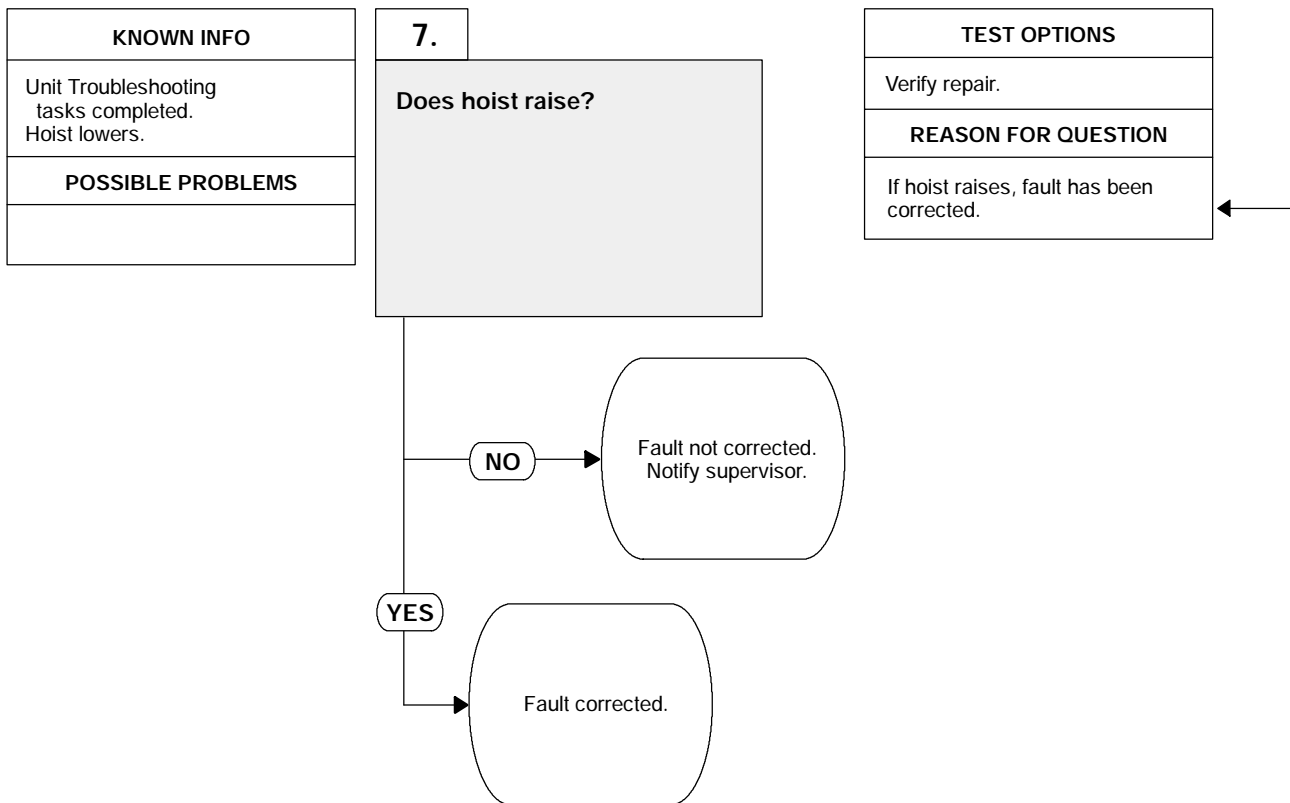 KNOWN INFO
Unit Troubleshooting
tasks completed.
Hoist lowers.
POSSIBLE PROBLEMS
7.
Does hoist raise?
TEST OPTIONS
Verify repair.
REASON FOR QUESTION
If hoist raises, fault has been
corrected.
NO
Fault not corrected.
Notify supervisor.
YES
Fault corrected.